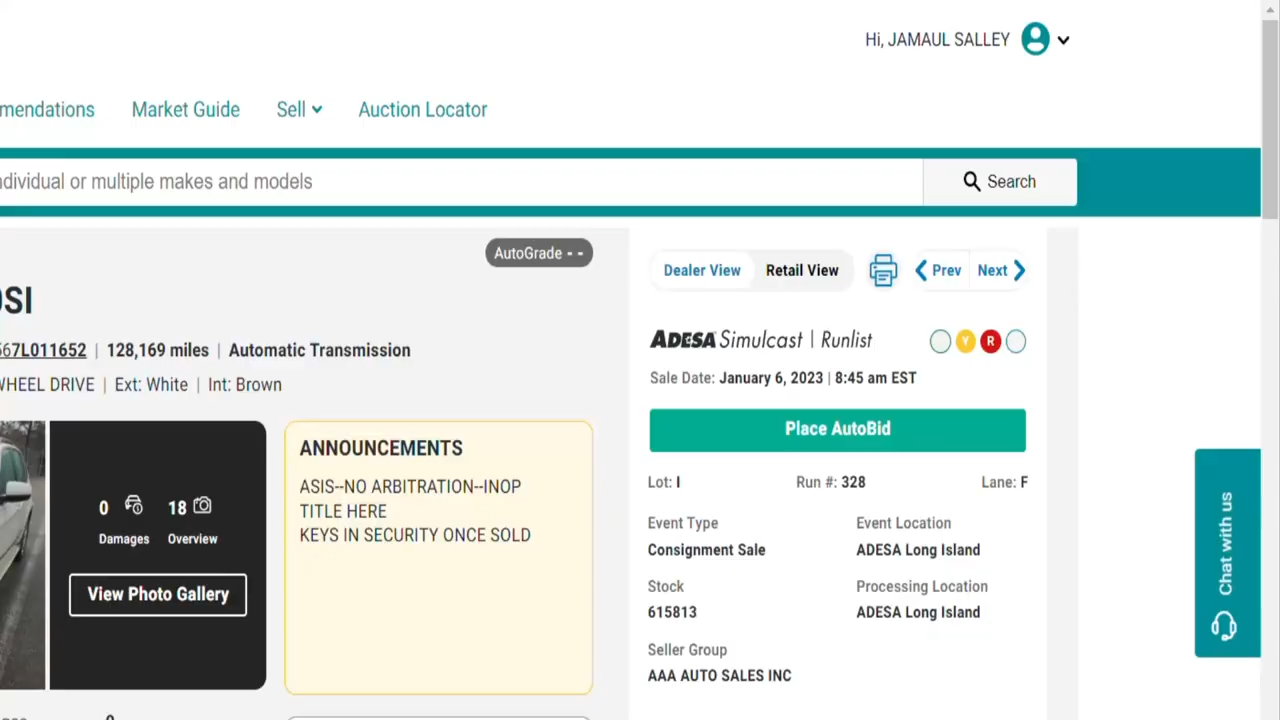 Hi, JAMAUL SALLEY
mendations Market Guide Sell Auction Locator
ndividual or multiple makes and models Search
AutoGrade - -
Dealer View Retail View Prev Next
SI
ADESA Simulcast | Runlist Y R
567L011652 | 128,169 miles | Automatic Transmission
Sale Date: January 6, 2023 | 8:45 am EST
WHEEL DRIVE | Ext: White | Int: Brown
Place AutoBid
ANNOUNCEMENTS
ASIS--NO ARBITRATION--INOP
TITLE HERE
KEYS IN SECURITY ONCE SOLD
0 18
Damages Overview
View Photo Gallery
Lot: I Run #: 328 Lane: F
Event Type Event Location
Consignment Sale ADESA Long Island
Stock Processing Location
615813 ADESA Long Island
Seller Group
AAA AUTO SALES INC
Chat with us